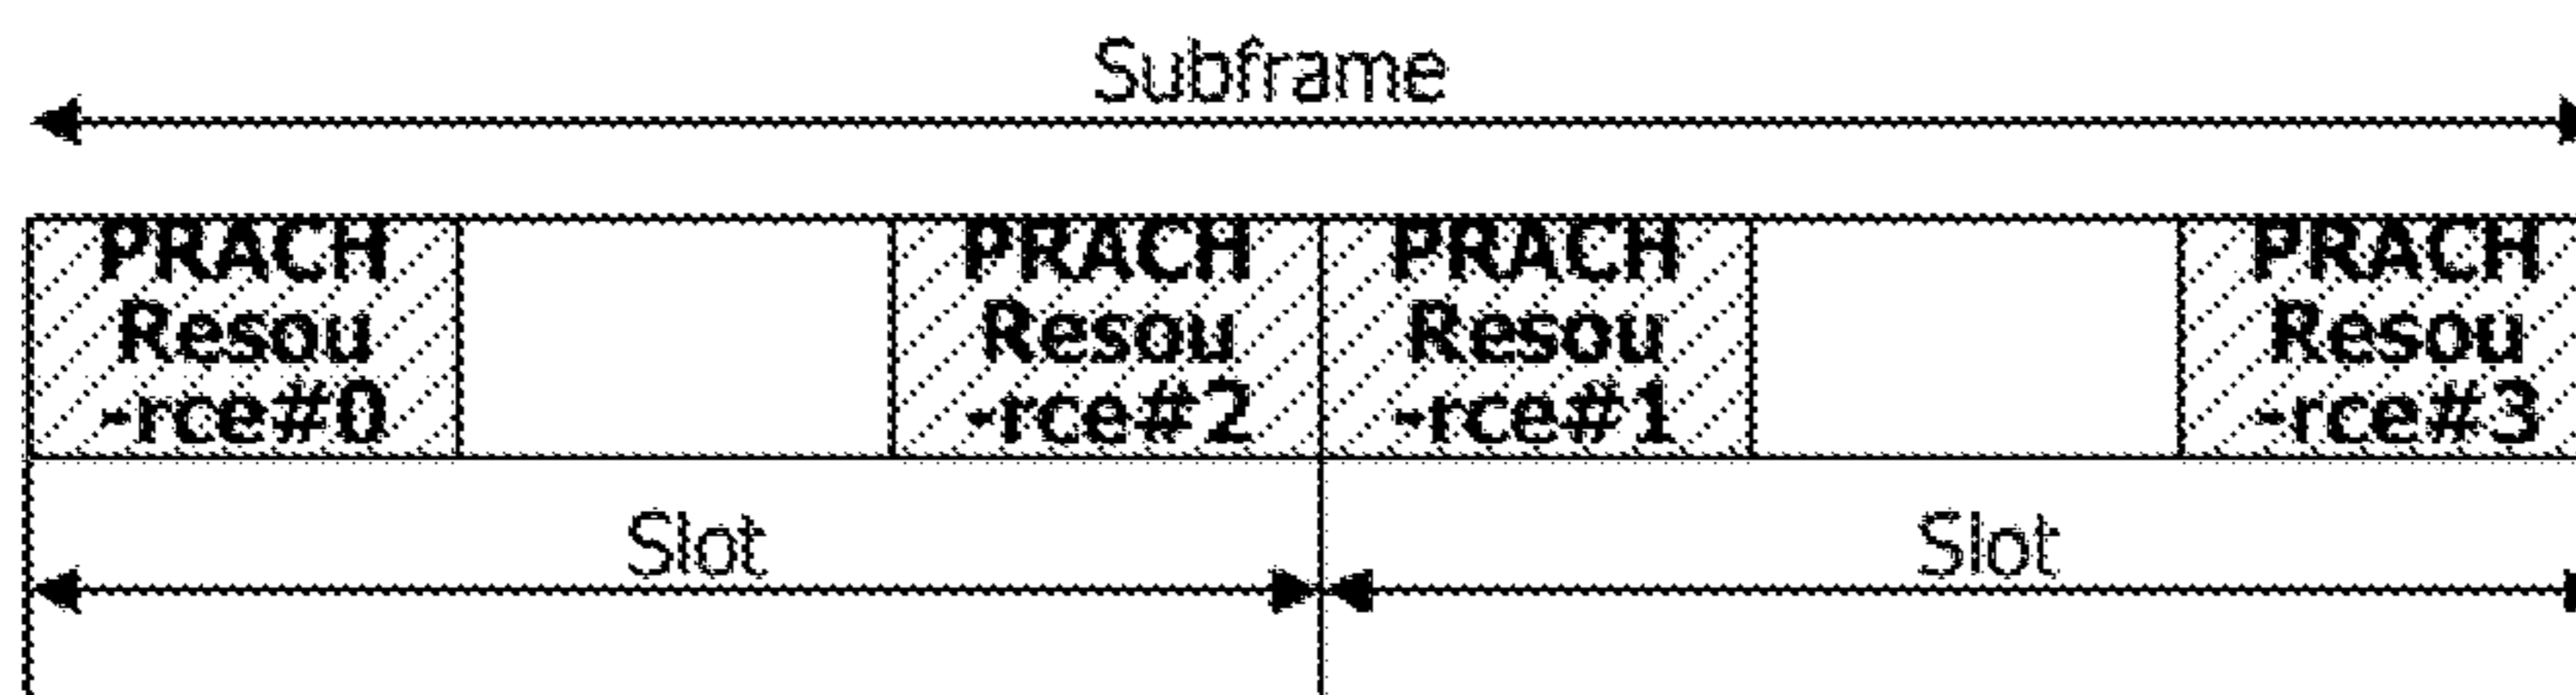 Subframe
PRACH
Resou
-rce#0
PRACH
Resou
-rce#2
PRACH
Resou
-rce#1
PRACH
Resou
-rce#3
Slot
Slot